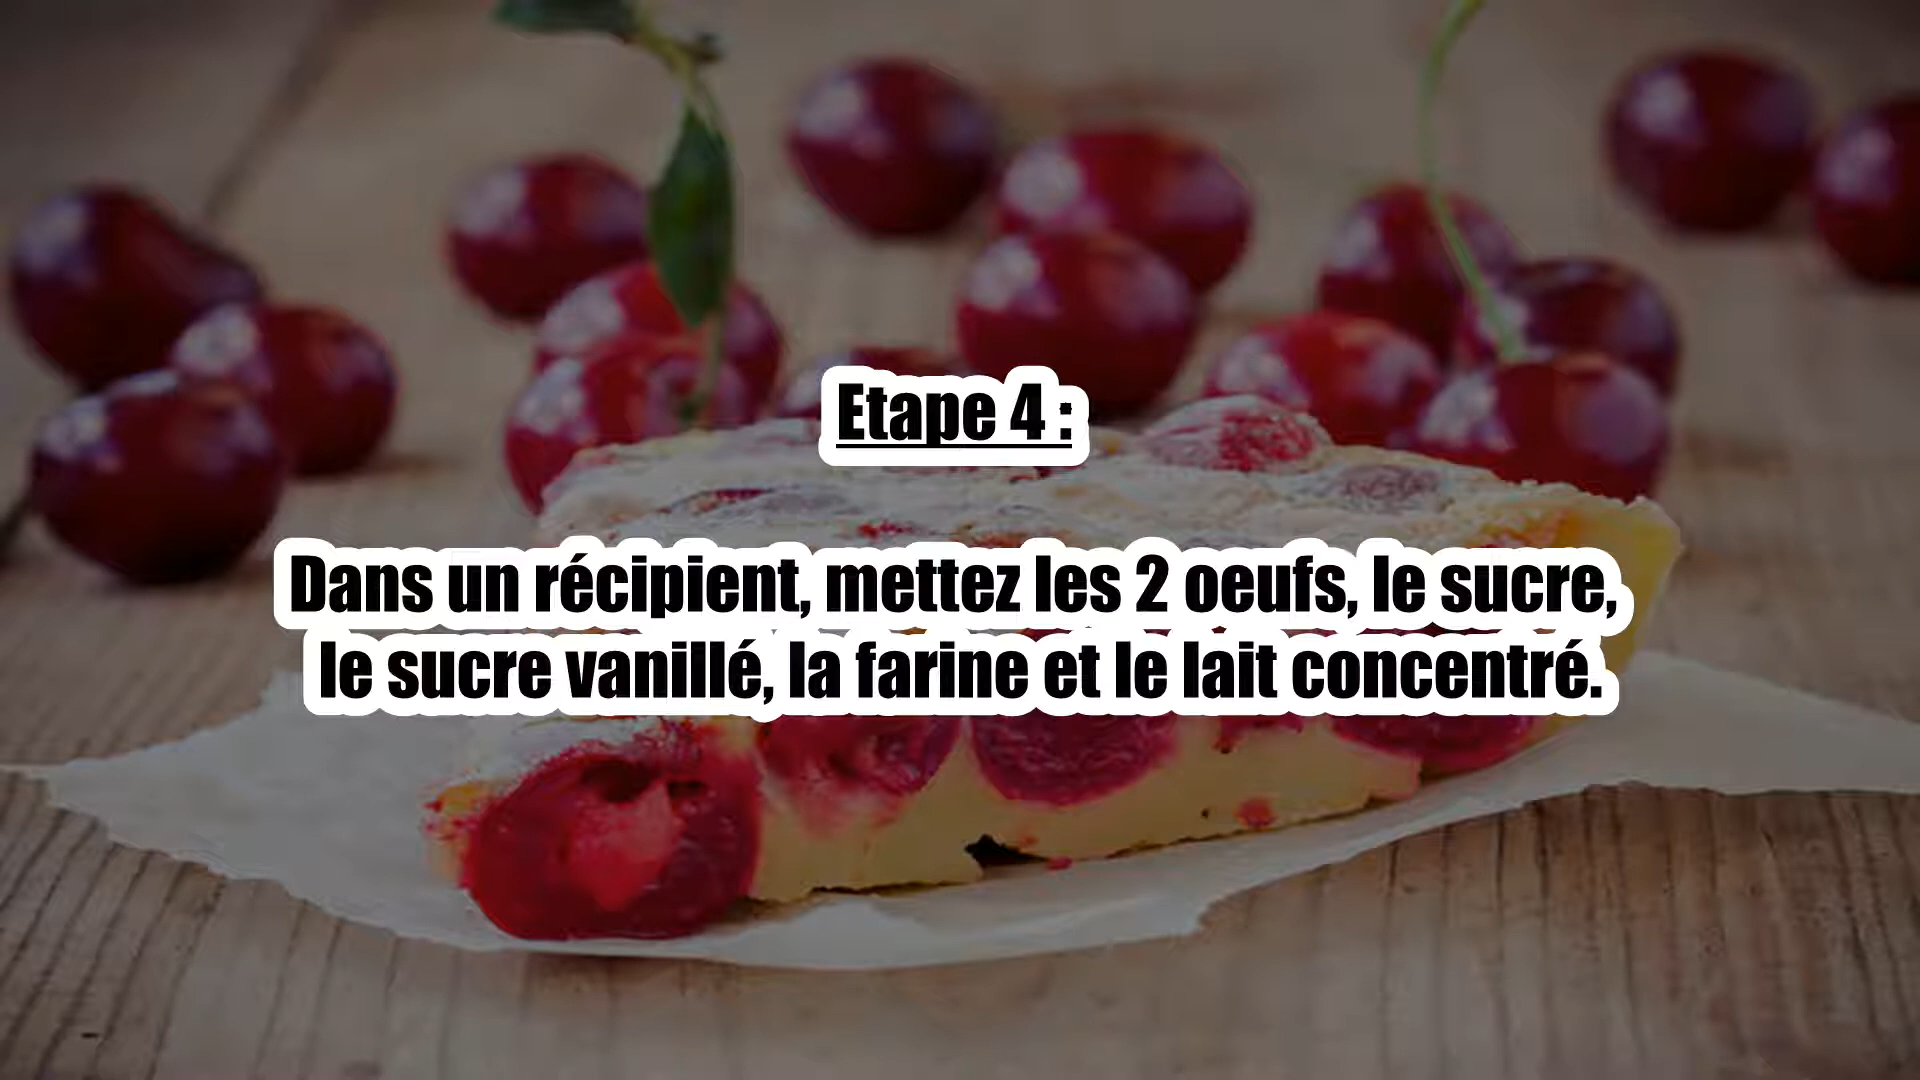 Etape 4 :
Dans un récipient, mettez les 2 oeufs, le sucre,
le sucre vanillé, la farine et le lait concentré.